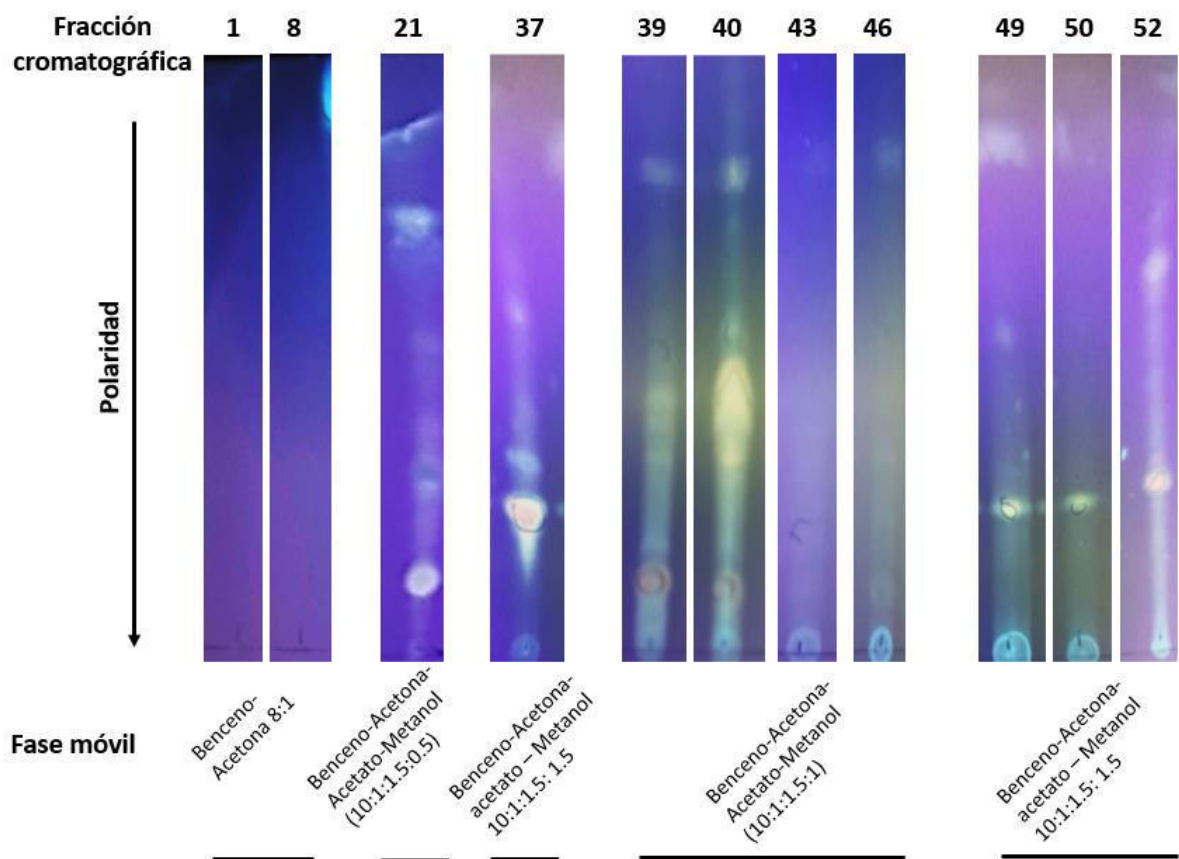 Fracción 1 8 21 37 39 40 43 46 49 50 52
cromatográfica
Polaridad
Fase móvil
Benceno-
Acetona 8:1
Benceno-Acetona-
Acetato-Metanol
(10:1:1.5:0.5)
Benceno-Acetona-
acetato – Metanol
10:1:1.5: 1.5
Benceno-Acetona-
Acetato-Metanol
(10:1:1.5:1)
Benceno-Acetona-
acetato – Metanol
10:1:1.5: 1.5